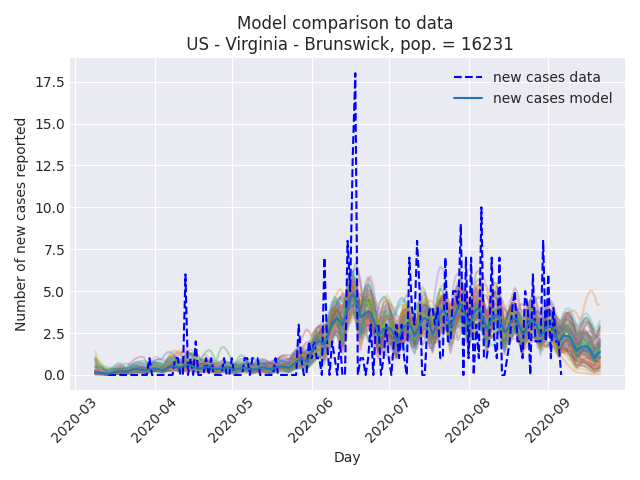 Model comparison to data
US - Virginia - Brunswick, pop. = 16231
new cases data
new cases model
Number of new cases reported
17.5
15.0
12.5
10.0
7.5
5.0
2.5
0.0
2020-03
2020-04
2020-05
2020-06
2020-07
2020-08
2020-09
Day